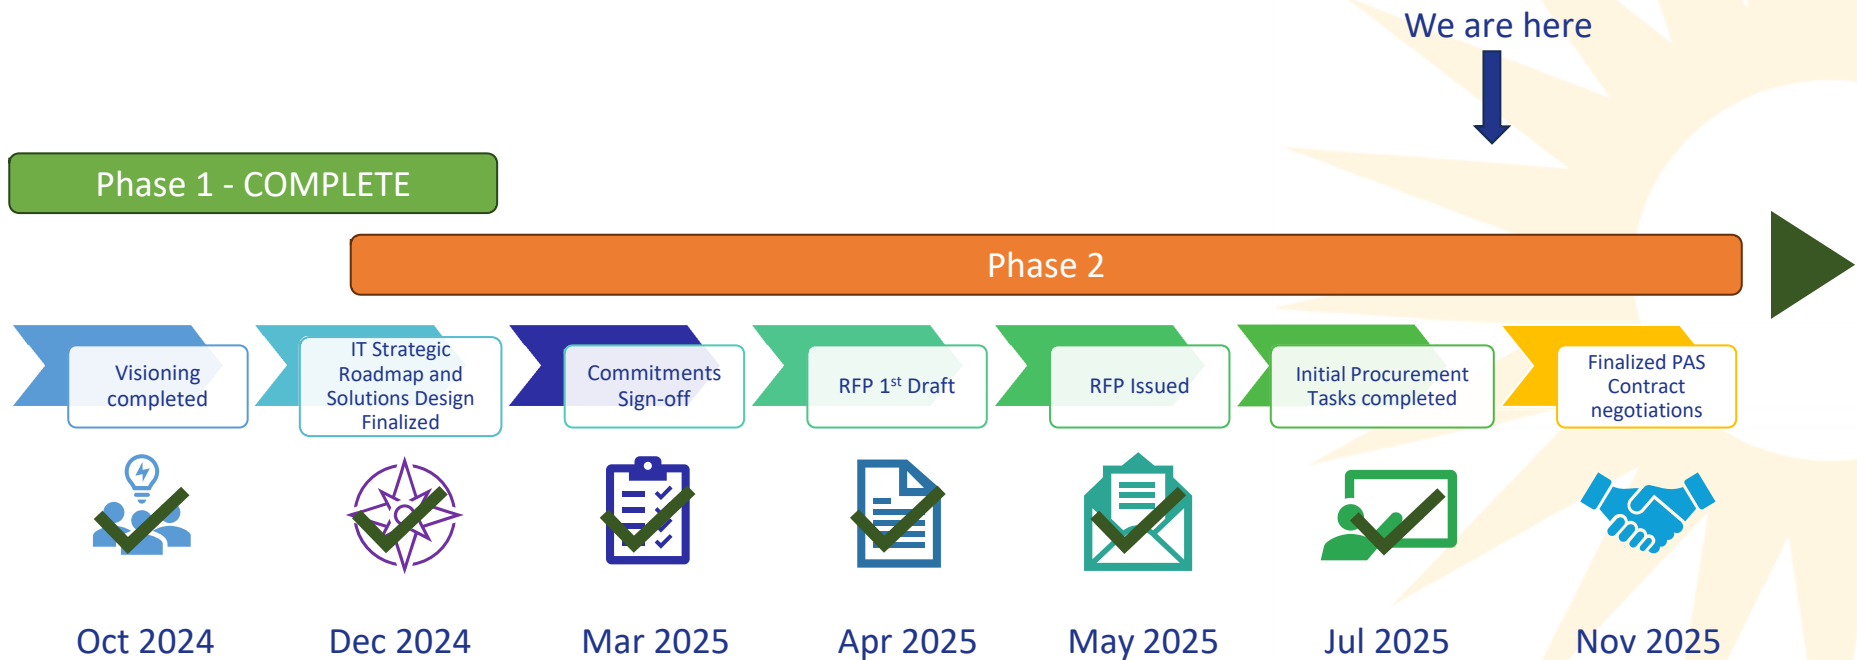 We are here
Phase 1 - COMPLETE
Phase 2
Visioning
completed
IT Strategic
Roadmap and
Solutions Design
Finalized
Commitments
Sign-off
RFP 1st Draft
RFP Issued
Initial Procurement
Tasks completed
Finalized PAS
Contract
negotiations
Oct 2024
Dec 2024
Mar 2025
Apr 2025
May 2025
Jul 2025
Nov 2025